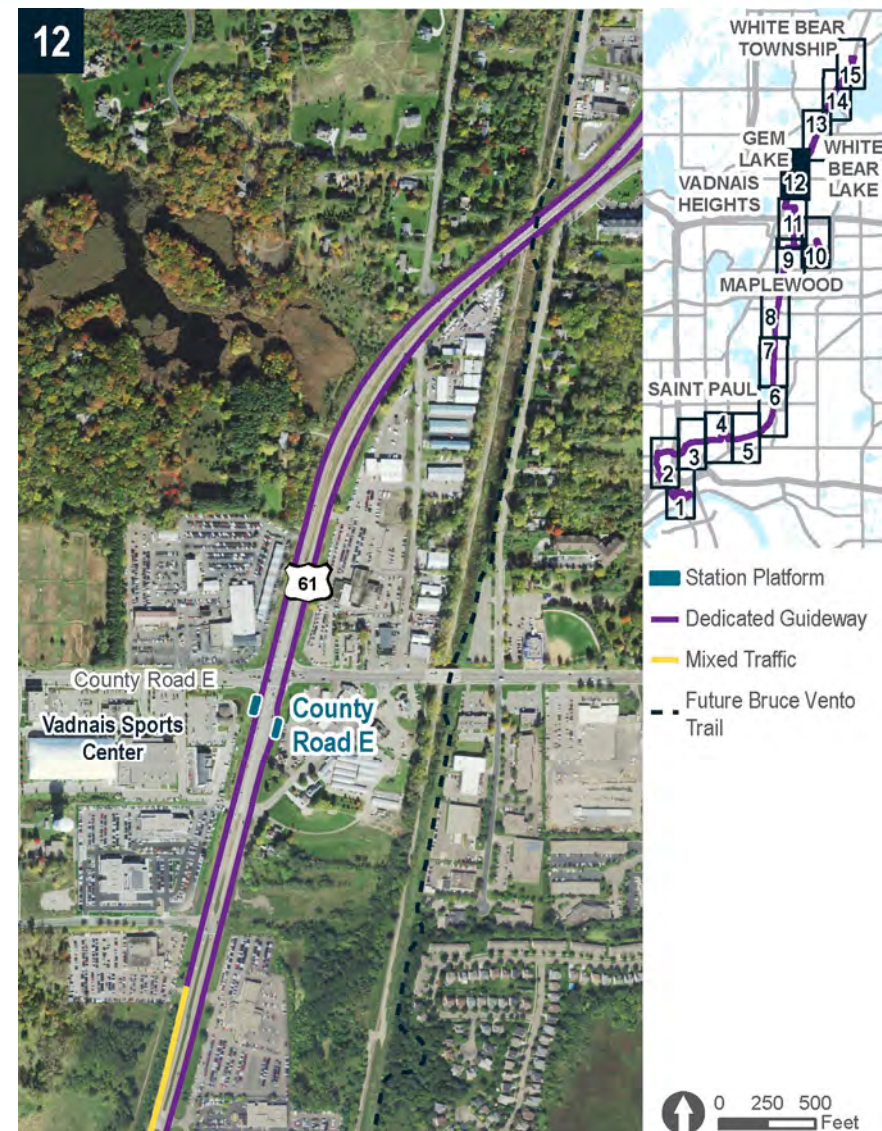 12
61
County Road E
Vadnais Sports
Center
County
Road E
WHITE BEAR
TOWNSHIP
15
14
13
GEM
LAKE
WHITE
BEAR
LAKE
12
VADNAIS
HEIGHTS
11
9
10
MAPLEWOOD
8
7
SAINT PAUL
6
4
5
3
2
1
Station Platform
Dedicated Guideway
Mixed Traffic
Future Bruce Vento
Trail
0 250 500
Feet